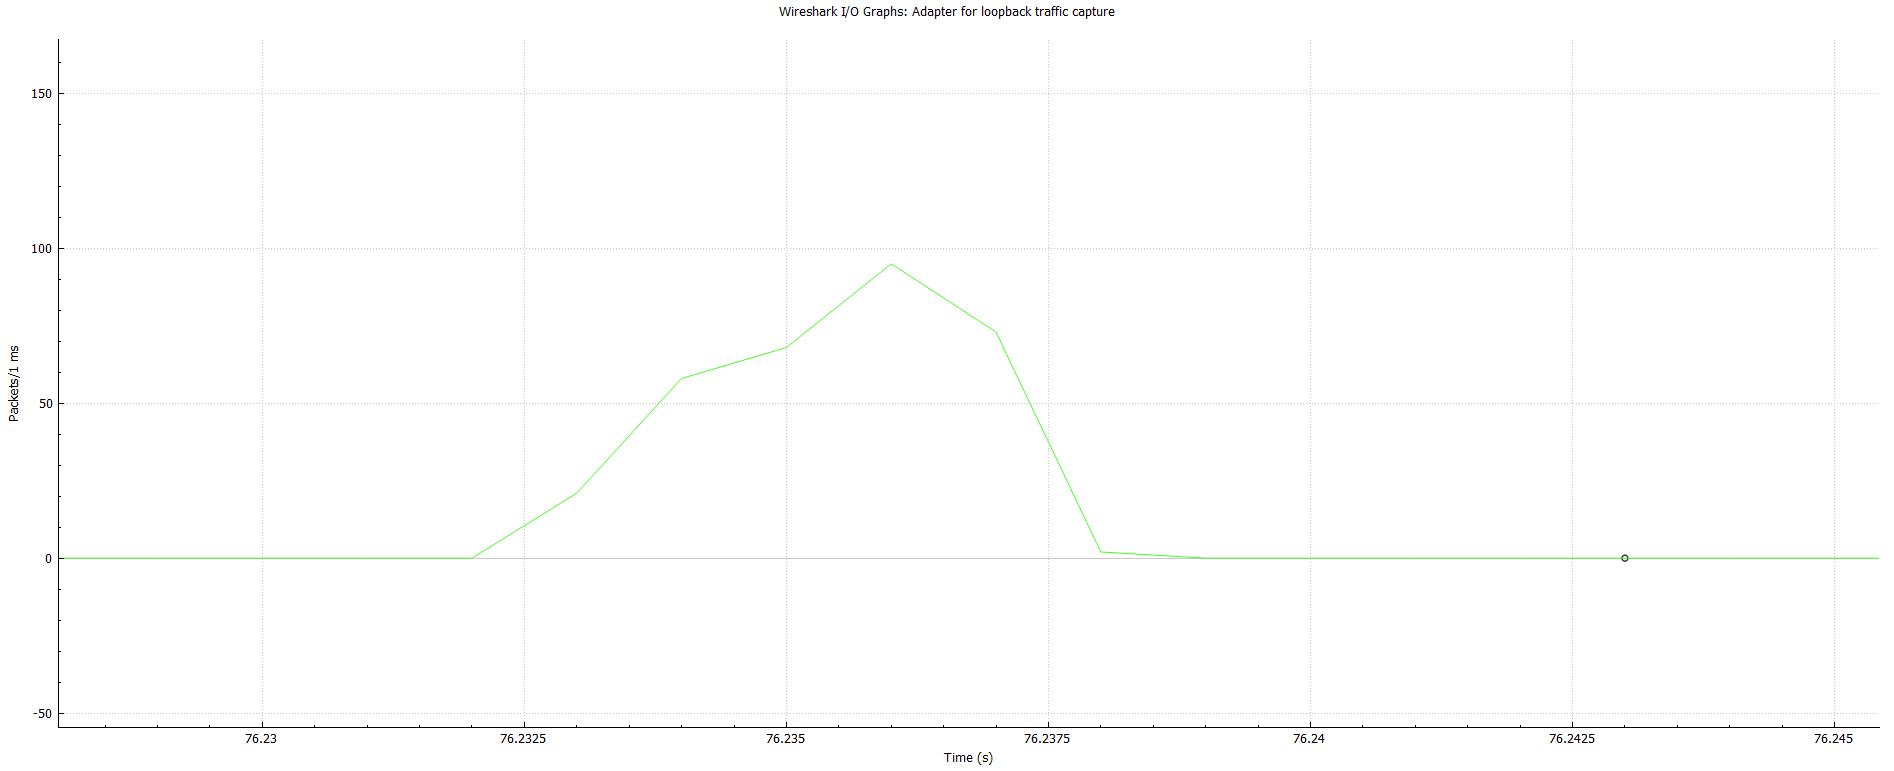 Wireshark I/O Graphs: Adapter for loopback traffic capture
150
100
50
0
-50
Packets/1 ms
76.23 76.2325 76.235 76.2375 76.24 76.2425 76.245
Time (s)